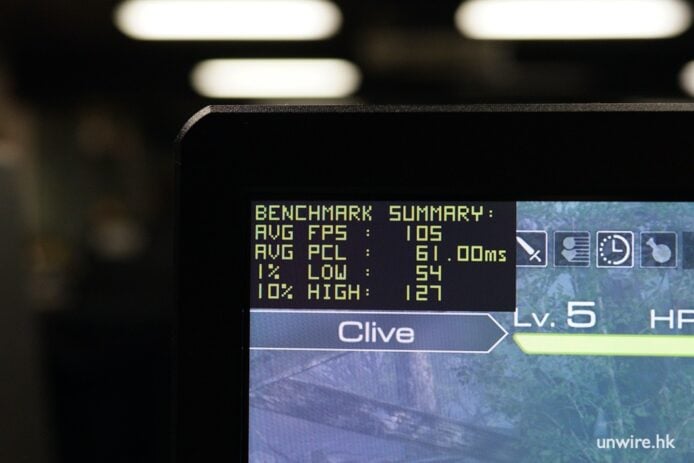 BENCHMARK SUMMARY:
AVG FPS : 105
AVG PCL : 61.00ms
1% LOW : 54
10% HIGH: 127
Clive
Lv. 5 HP
unwire.hk